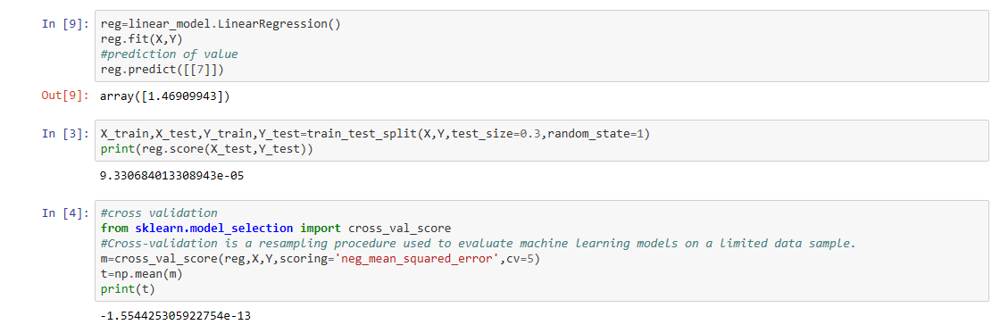 In [9]: reg=linear_model.LinearRegression()
reg.fit(X,Y)
#prediction of value
reg.predict([[7]])
Out[9]: array([1.46909943])
In [3]: X_train,X_test,Y_train,Y_test=train_test_split(X,Y,test_size=0.3,random_state=1)
print(reg.score(X_test,Y_test))
9.330684013308943e-05
In [4]: #cross validation
from sklearn.model_selection import cross_val_score
#Cross-validation is a resampling procedure used to evaluate machine learning models on a limited data sample.
m=cross_val_score(reg,X,Y,scoring='neg_mean_squared_error',cv=5)
t=np.mean(m)
print(t)
-1.554425305922754e-13